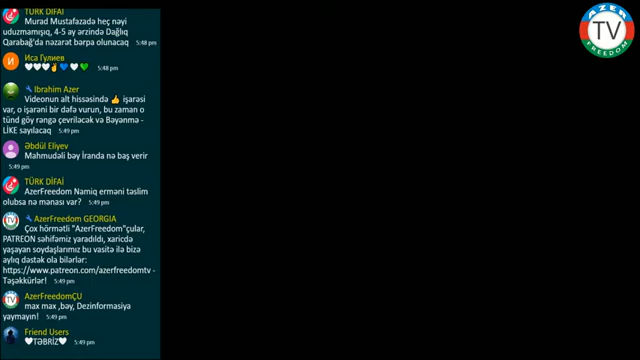 TÜRK DİFAİ
Murad Mustafazadə heç nəyi
uduzmamışıq, 4-5 ay ərzində Dağlıq
Qarabağ'da nəzarət bərpa olunacaq 5:48 pm
Иса Гулиев
🤍🤍🤍✌💙🤍💚 5:48 pm
Ibrahim Azer
Videonun alt hissəsində 👍 işarəsi
var, o işarəni bir dəfə vurun, bu zaman o
tünd göy rəngə çevriləcək və Bəyənmə -
LİKE sayılacaq 5:49 pm
Əbdül Eliyev
Mahmudəli bəy İranda nə baş verir
5:49 pm
TÜRK DİFAİ
AzerFreedom Namiq erməni təslim
olubsa nə mənası var? 5:49 pm
AzerFreedom GEORGIA
Çox hörmətli "AzerFreedom"çular,
PATREON səhifəmiz yaradıldı, xaricdə
yaşayan soydaşlarımız bu vasitə ilə bizə
aylıq dəstək ola bilərlər:
https://www.patreon.com/azerfreedomtv -
Təşəkkürlər! 5:49 pm
AzerFreedomÇU
max max ,bəy, Dezinformasiya
yaymayın! 5:49 pm
Friend Users
🤍TƏBRİZ🤍 5:49 pm
AZER
TV
FREEDOM